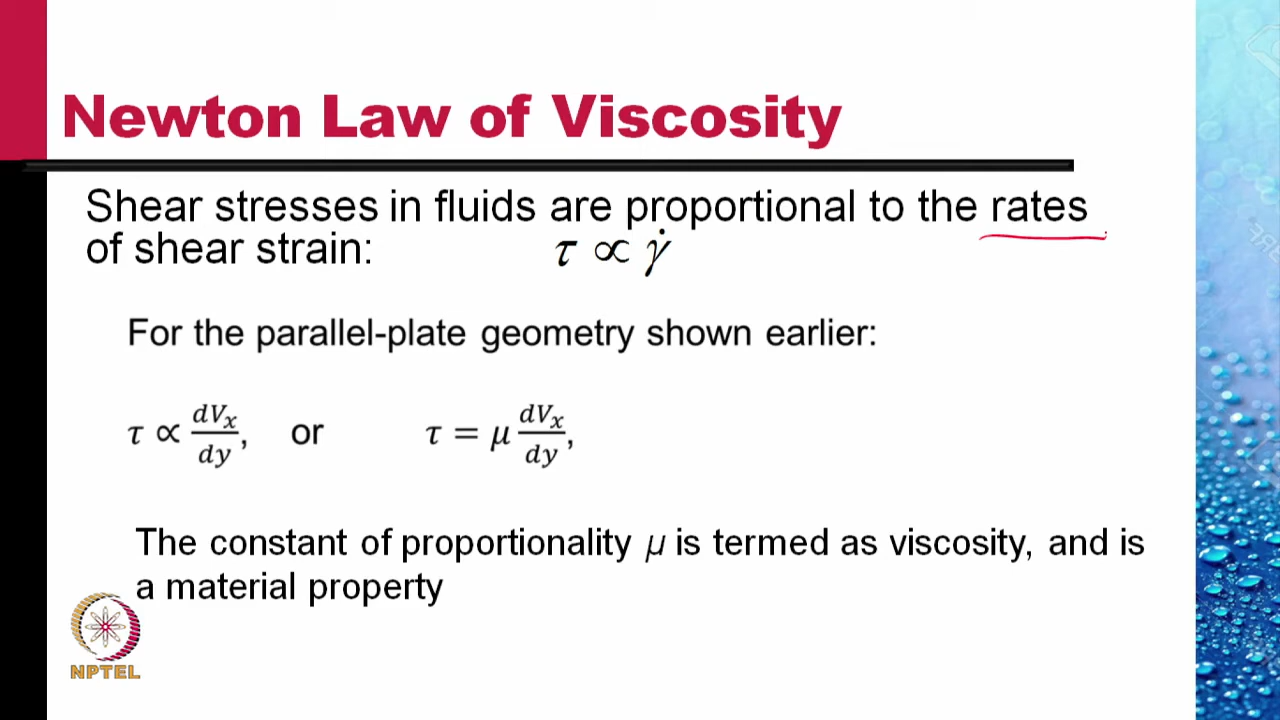 Newton Law of Viscosity
Shear stresses in fluids are proportional to the rates
of shear strain: τ ∝ γ̇
For the parallel-plate geometry shown earlier:
τ ∝ dVₓ/dy, or τ = μ dVₓ/dy,
The constant of proportionality μ is termed as viscosity, and is
a material property
NPTEL